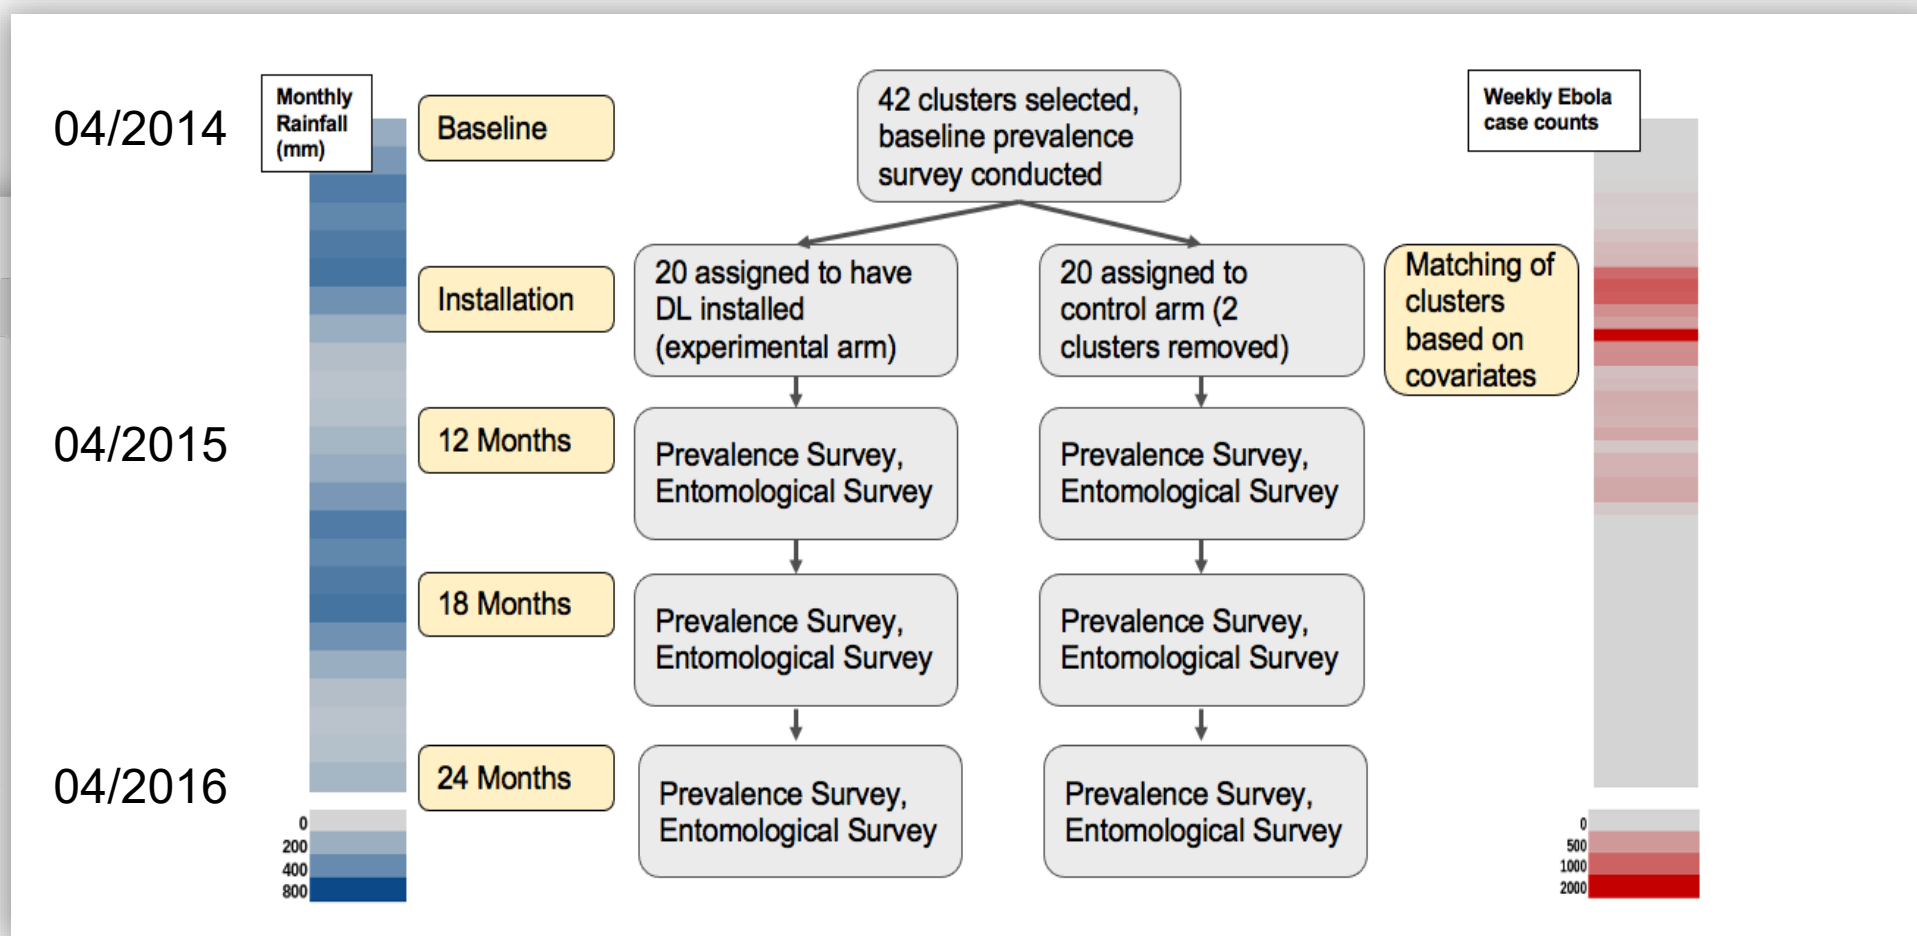 04/2014
Monthly
Rainfall
(mm)
Baseline
42 clusters selected,
baseline prevalence
survey conducted
Weekly Ebola
case counts
Installation
20 assigned to have
DL installed
(experimental arm)
20 assigned to
control arm (2
clusters removed)
Matching of
clusters
based on
covariates
04/2015
12 Months
Prevalence Survey,
Entomological Survey
Prevalence Survey,
Entomological Survey
18 Months
Prevalence Survey,
Entomological Survey
Prevalence Survey,
Entomological Survey
04/2016
24 Months
Prevalence Survey,
Entomological Survey
Prevalence Survey,
Entomological Survey
0
200
400
800
0
500
1000
2000